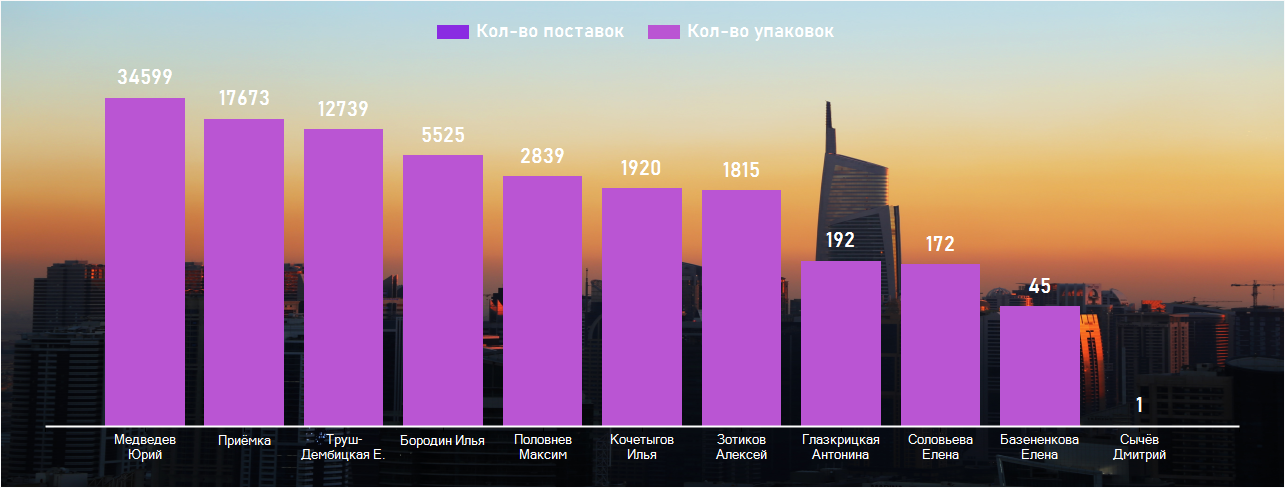 Кол-во поставок Кол-во упаковок
34599
17673
12739
5525
2839
1920
1815
192
172
45
1
Медведев
Юрий
Приёмка
Труш-
Дембицкая Е.
Бородин Илья
Половнев
Максим
Кочетыгов
Илья
Зотиков
Алексей
Глазкрицкая
Антонина
Соловьева
Елена
Базененкова
Елена
Сычёв
Дмитрий